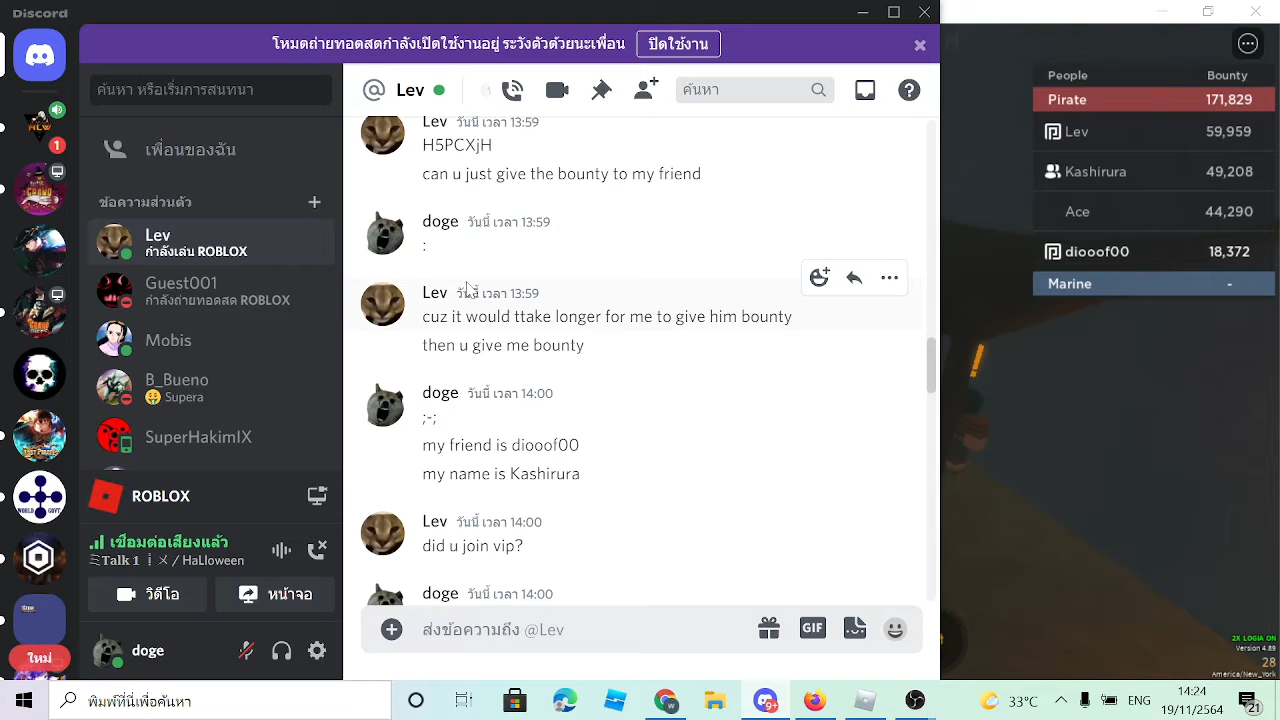 Discord
โหมดถ่ายทอดสดกำลังเปิดใช้งานอยู่ ระวังตัวด้วยนะเพื่อน
ปิดใช้งาน
ค้นหา หรือเริ่มการสนทนา
Lev
ค้นหา
เพื่อนของฉัน
ข้อความส่วนตัว
Lev
กำลังเล่น ROBLOX
Guest001
กำลังถ่ายทอดสด ROBLOX
Mobis
B_Bueno
Supera
SuperHakimIX
ROBLOX
เชื่อมต่อเสียงแล้ว
วิดีโอ
หน้าจอ
doge
1
ใหม่
Lev วันนี้ เวลา 13:59
H5PCXjH
can u just give the bounty to my friend
doge วันนี้ เวลา 13:59
:
Lev วันนี้ เวลา 13:59
cuz it would ttake longer for me to give him bounty
then u give me bounty
doge วันนี้ เวลา 14:00
;-;
my friend is diooof00
my name is Kashirura
Lev วันนี้ เวลา 14:00
did u join vip?
doge วันนี้ เวลา 14:00
ส่งข้อความถึง @Lev
GIF
People Bounty
Pirate 171,829
Lev 59,959
Kashirura 49,208
Ace 44,290
diooof00 18,372
Marine -
2X LOGIA ON
Version 4.89
28
America/New_York
พิมพ์ที่นี่เพื่อค้นหา
9+
33°C
ENG
14:24
19/11/2564
21